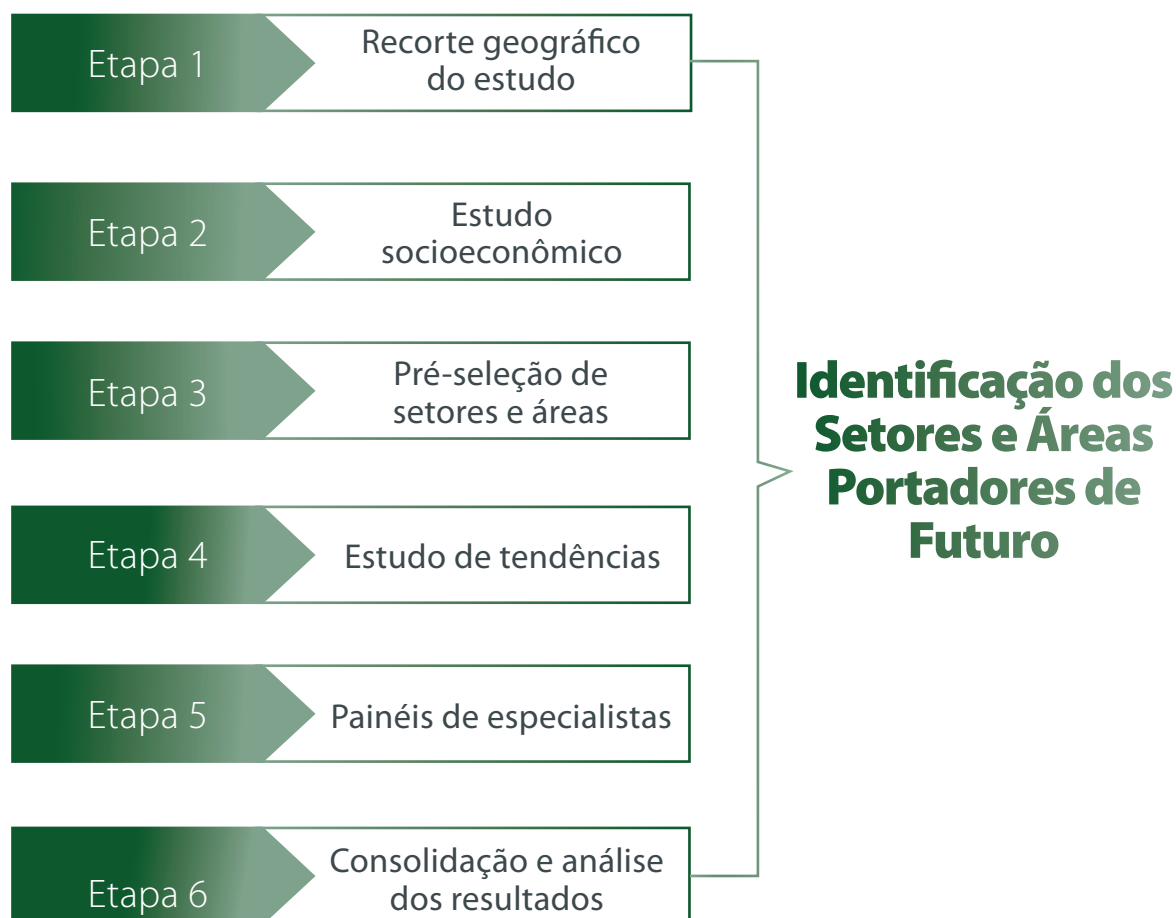 Etapa 1
Recorte geográfico
do estudo
Etapa 2
Estudo
socioeconômico
Etapa 3
Pré-seleção de
setores e áreas
Etapa 4
Estudo de tendências
Etapa 5
Painéis de especialistas
Etapa 6
Consolidação e análise
dos resultados
Identificação dos
Setores e Áreas
Portadores de
Futuro